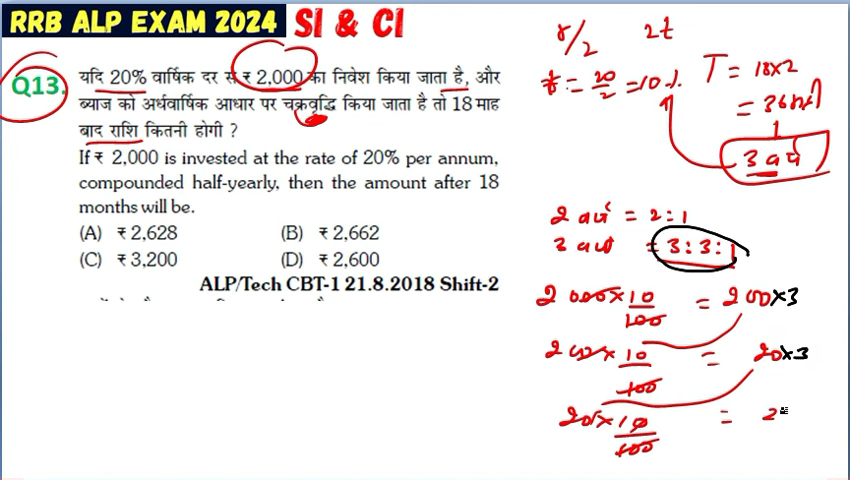 RRB ALP EXAM 2024 SI & CI
Q13. यदि 20% वार्षिक दर से ₹ 2,000 का निवेश किया जाता है, और
ब्याज को अर्धवार्षिक आधार पर चक्रवृद्धि किया जाता है तो 18 माह
बाद राशि कितनी होगी ?
If ₹ 2,000 is invested at the rate of 20% per annum,
compounded half-yearly, then the amount after 18
months will be.
(A) ₹ 2,628 (B) ₹ 2,662
(C) ₹ 3,200 (D) ₹ 2,600
ALP/Tech CBT-1 21.8.2018 Shift-2
r/2 2t
r = 20/2 = 10% T = 18×2
= 36
3
2 = 2:1
3 = 3:3:1
2000×10/100 = 200×3
200×10/100 = 20×3
20×10/100 = 2